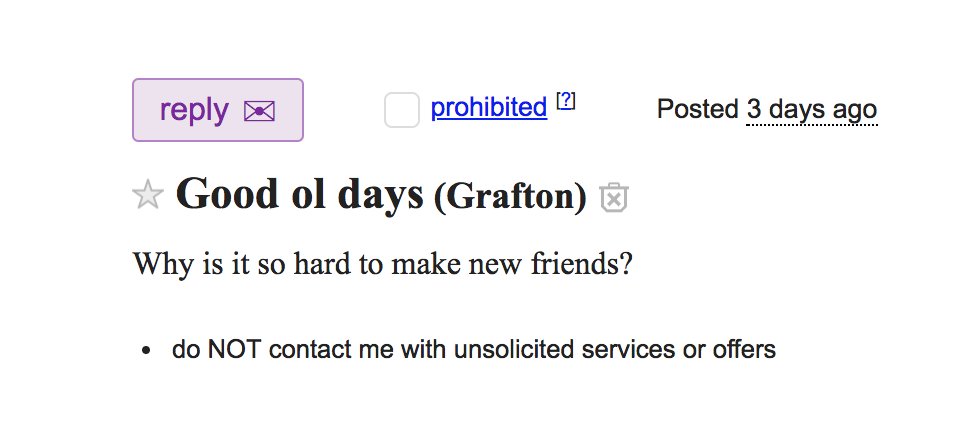 reply
prohibited [?]
Posted 3 days ago
Good ol days (Grafton)
Why is it so hard to make new friends?
• do NOT contact me with unsolicited services or offers